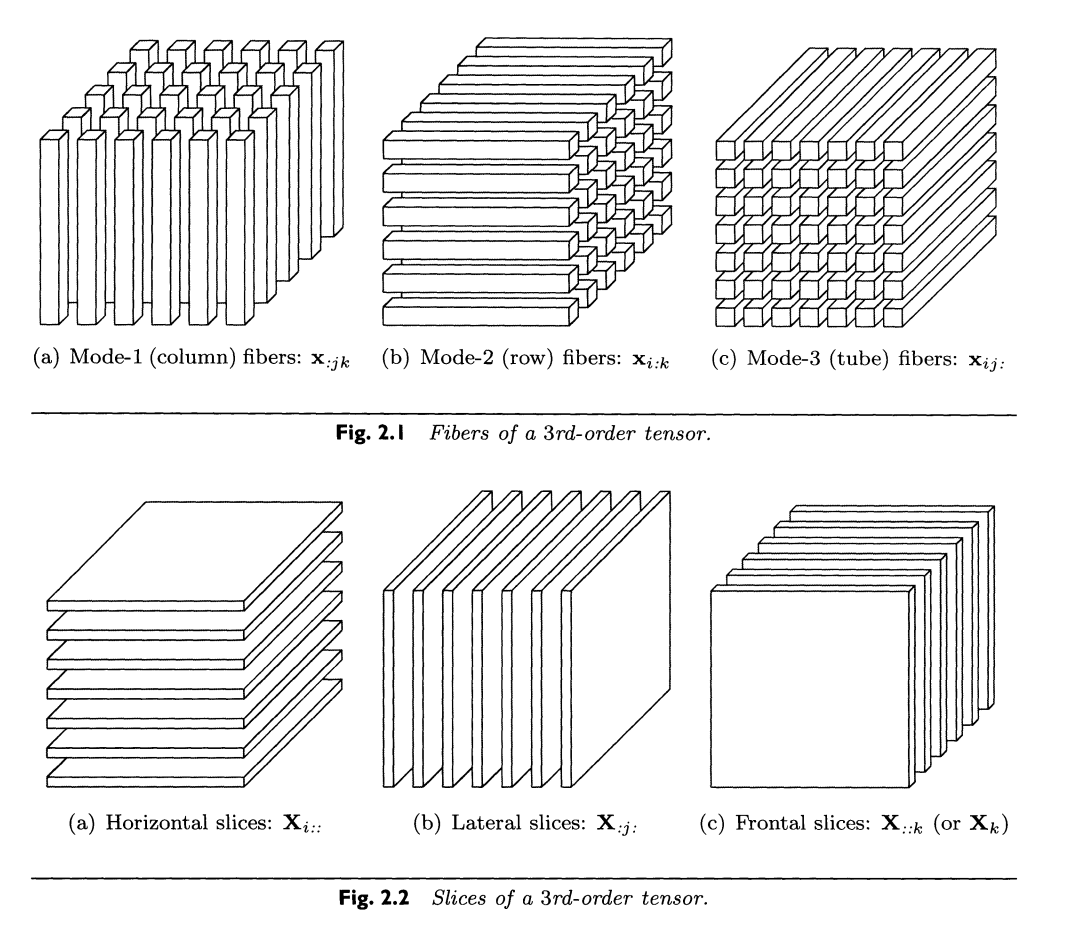 (a) Mode-1 (column) fibers: x:jk (b) Mode-2 (row) fibers: xi:k (c) Mode-3 (tube) fibers: xij:
Fig. 2.1 Fibers of a 3rd-order tensor.
(a) Horizontal slices: Xi:: (b) Lateral slices: X:j: (c) Frontal slices: X::k (or Xk)
Fig. 2.2 Slices of a 3rd-order tensor.